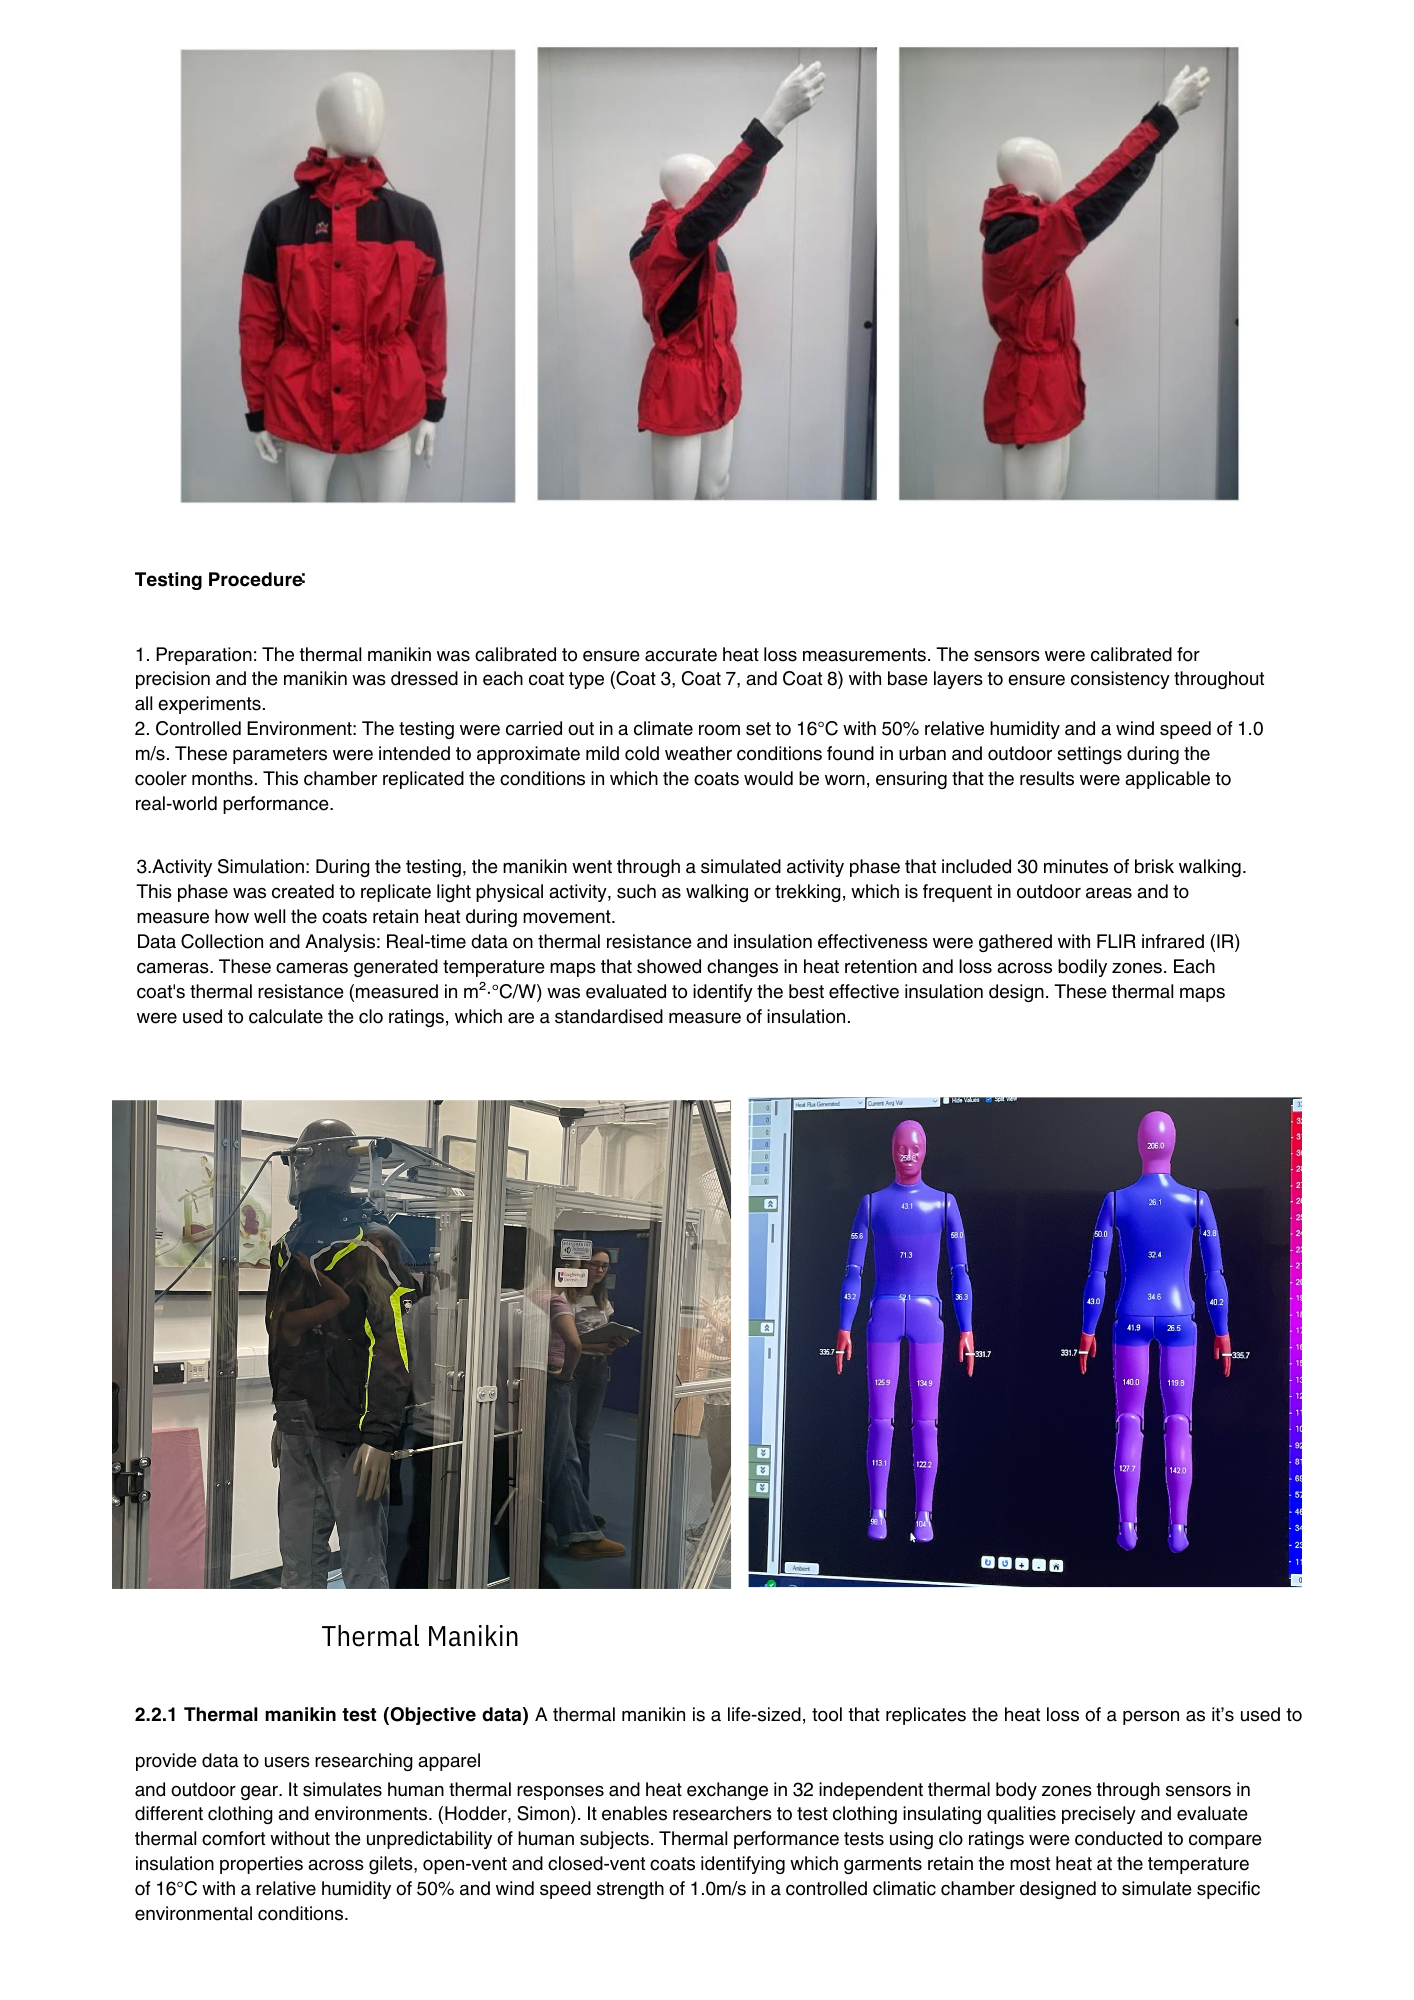 Testing Procedure:
1. Preparation: The thermal manikin was calibrated to ensure accurate heat loss measurements. The sensors were calibrated for
precision and the manikin was dressed in each coat type (Coat 3, Coat 7, and Coat 8) with base layers to ensure consistency throughout
all experiments.
2. Controlled Environment: The testing were carried out in a climate room set to 16°C with 50% relative humidity and a wind speed of 1.0
m/s. These parameters were intended to approximate mild cold weather conditions found in urban and outdoor settings during the
cooler months. This chamber replicated the conditions in which the coats would be worn, ensuring that the results were applicable to
real-world performance.
3.Activity Simulation: During the testing, the manikin went through a simulated activity phase that included 30 minutes of brisk walking.
This phase was created to replicate light physical activity, such as walking or trekking, which is frequent in outdoor areas and to
measure how well the coats retain heat during movement.
Data Collection and Analysis: Real-time data on thermal resistance and insulation effectiveness were gathered with FLIR infrared (IR)
cameras. These cameras generated temperature maps that showed changes in heat retention and loss across bodily zones. Each
coat's thermal resistance (measured in m²·°C/W) was evaluated to identify the best effective insulation design. These thermal maps
were used to calculate the clo ratings, which are a standardised measure of insulation.
Heat Flux Generated Current Avg Val Hide Values Split view
206.0
43.1 26.1
55.6 58.0 50.0 43.8
71.3 32.4
43.2 52.1 36.3 43.0 34.6 40.2
41.9 26.5
335.7 331.7 331.7 335.7
125.9 134.9 140.0 119.8
113.1 122.2 127.7 142.0
Ambient
Thermal Manikin
2.2.1 Thermal manikin test (Objective data) A thermal manikin is a life-sized, tool that replicates the heat loss of a person as it’s used to
provide data to users researching apparel
and outdoor gear. It simulates human thermal responses and heat exchange in 32 independent thermal body zones through sensors in
different clothing and environments. (Hodder, Simon). It enables researchers to test clothing insulating qualities precisely and evaluate
thermal comfort without the unpredictability of human subjects. Thermal performance tests using clo ratings were conducted to compare
insulation properties across gilets, open-vent and closed-vent coats identifying which garments retain the most heat at the temperature
of 16°C with a relative humidity of 50% and wind speed strength of 1.0m/s in a controlled climatic chamber designed to simulate specific
environmental conditions.